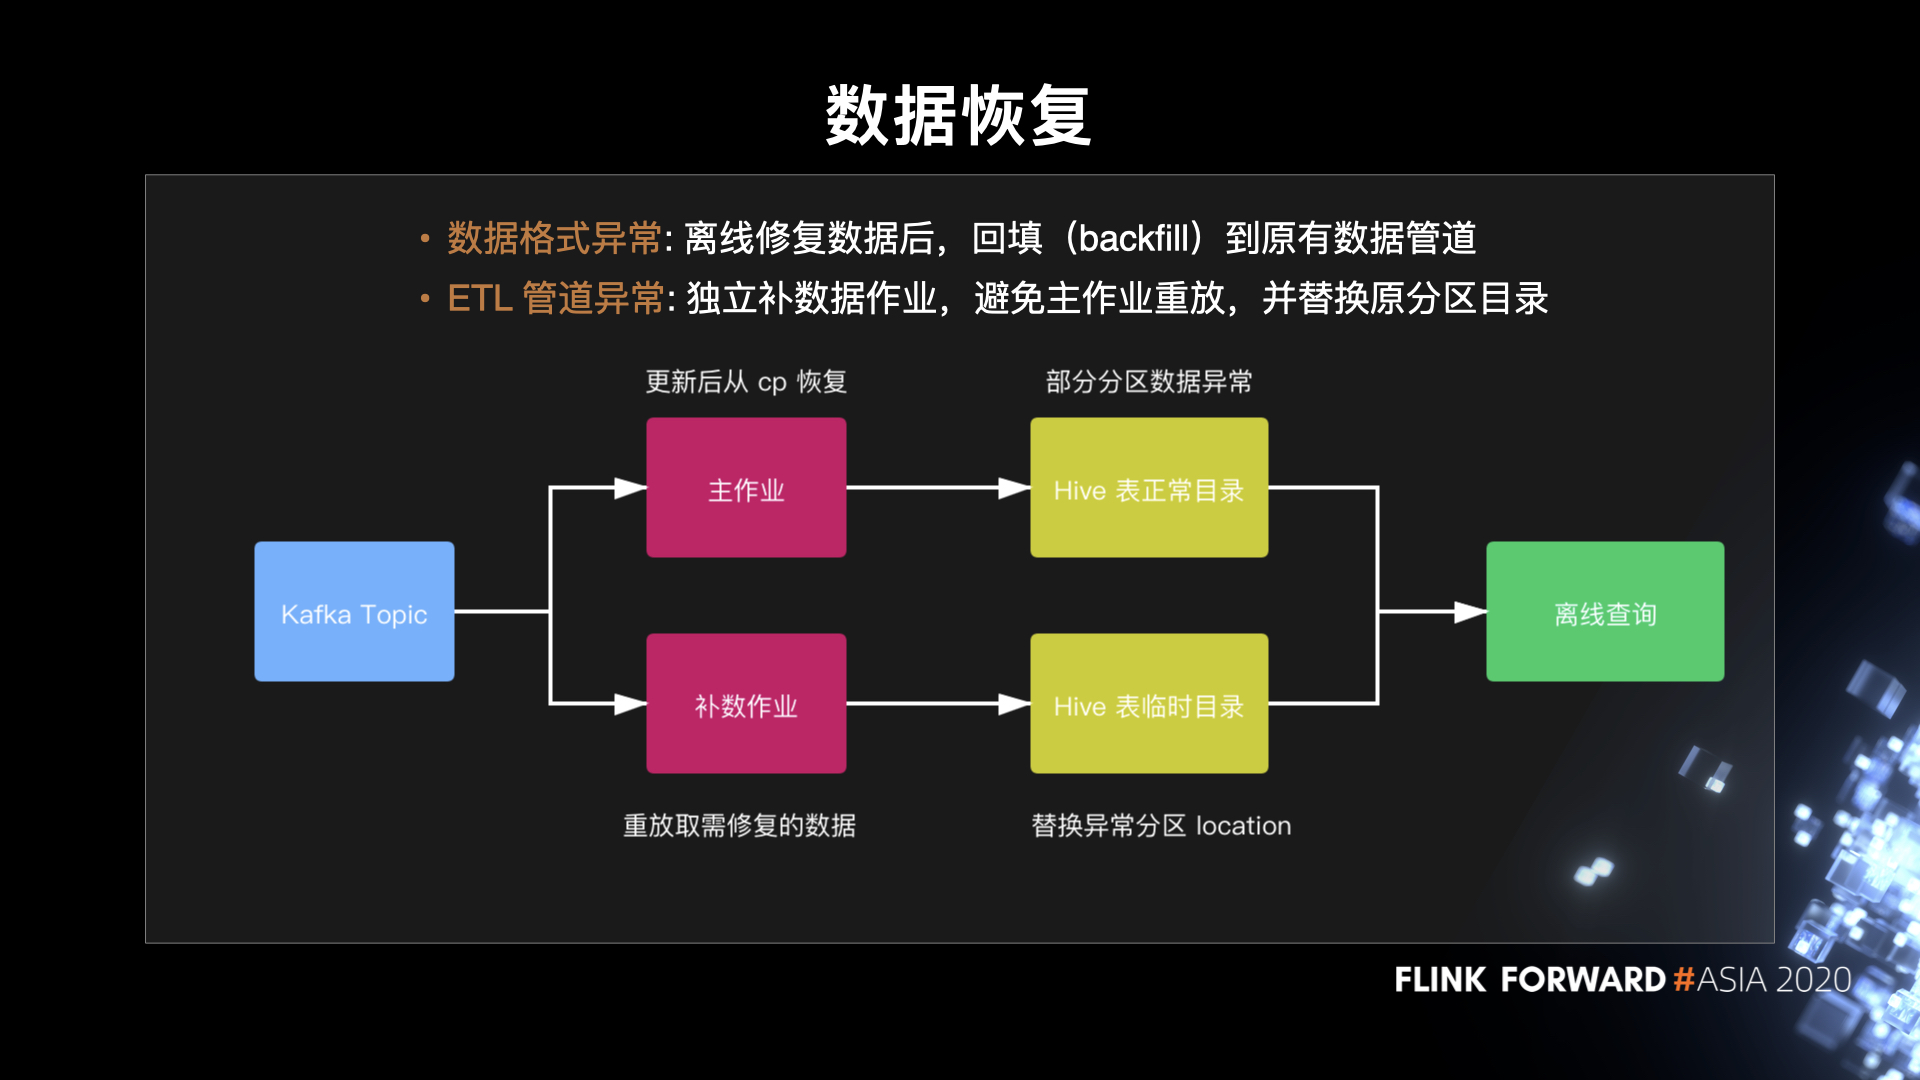 数据恢复
• 数据格式异常: 离线修复数据后，回填（backfill）到原有数据管道
• ETL 管道异常: 独立补数据作业，避免主作业重放，并替换原分区目录
更新后从 cp 恢复
部分分区数据异常
主作业
Hive 表正常目录
Kafka Topic
离线查询
补数作业
Hive 表临时目录
重放取需修复的数据
替换异常分区 location
FLINK FORWARD #ASIA 2020